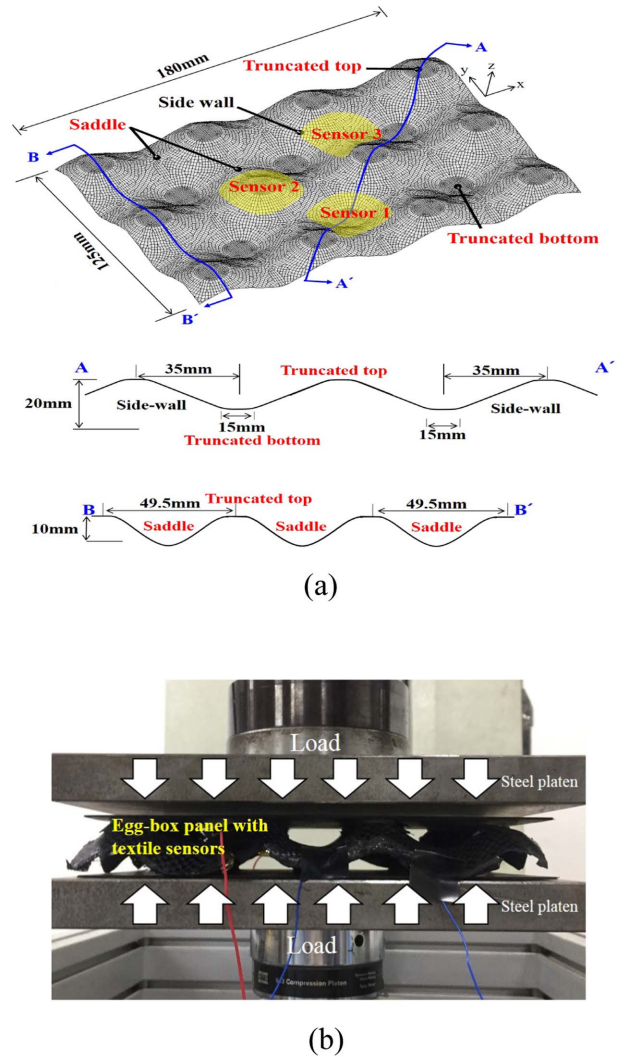 180mm
A
Truncated top
y z x
Side wall
Saddle
Sensor 3
B
Sensor 2
Sensor 1
Truncated bottom
125mm
A´
B´
A 35mm Truncated top 35mm A´
20mm Side-wall Side-wall
15mm 15mm
Truncated bottom
B 49.5mm Truncated top 49.5mm B´
10mm Saddle Saddle Saddle
(a)
Load
Steel platen
Egg-box panel with
textile sensors
Steel platen
Load
Compression Platen
(b)